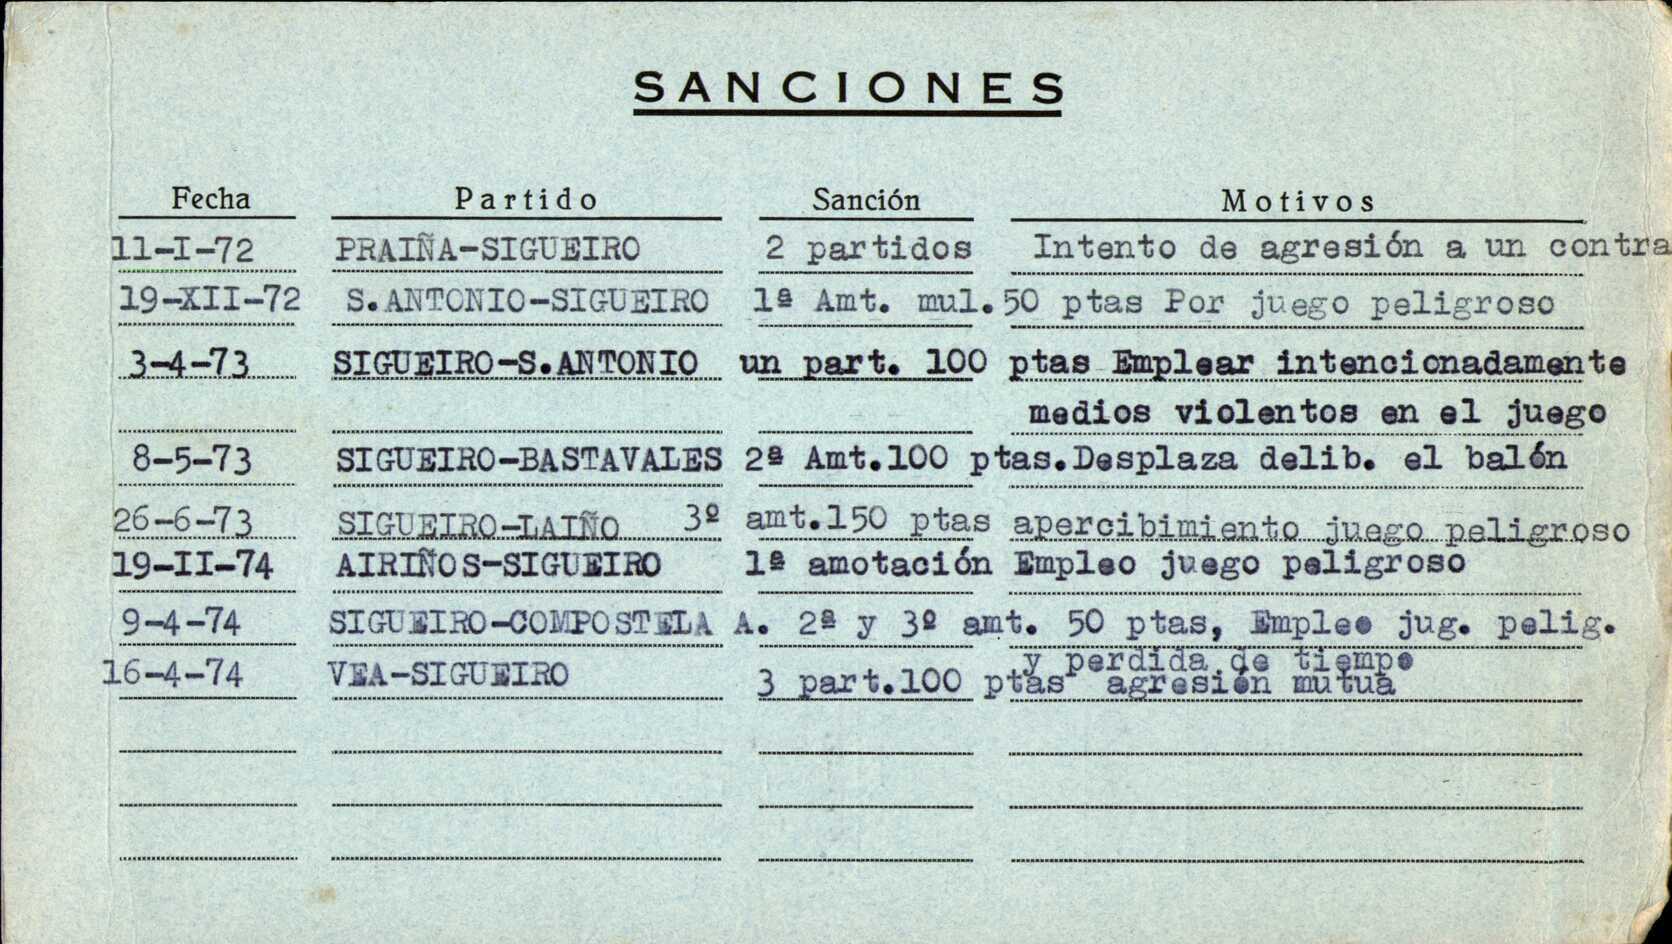 SANCIONES
Fecha Partido Sanción Motivos
11-I-72 PRAIÑA-SIGUEIRO 2 partidos Intento de agresión a un contra
19-XII-72 S.ANTONIO-SIGUEIRO 1ª Amt. mul. 50 ptas Por juego peligroso
3-4-73 SIGUEIRO-S.ANTONIO un part. 100 ptas Emplear intencionadamente
medios violentos en el juego
8-5-73 SIGUEIRO-BASTAVALES 2ª Amt.100 ptas.Desplaza delib. el balón
26-6-73 SIGUEIRO-LAIÑO 3º amt.150 ptas apercibimiento juego peligroso
19-II-74 AIRIÑOS-SIGUEIRO 1ª amotación Empleo juego peligroso
9-4-74 SIGUEIRO-COMPOSTELA A. 2ª y 3º amt. 50 ptas, Empleo jug. pelig.
y perdida de tiempo
16-4-74 VEA-SIGUEIRO 3 part.100 ptas agresión mutua